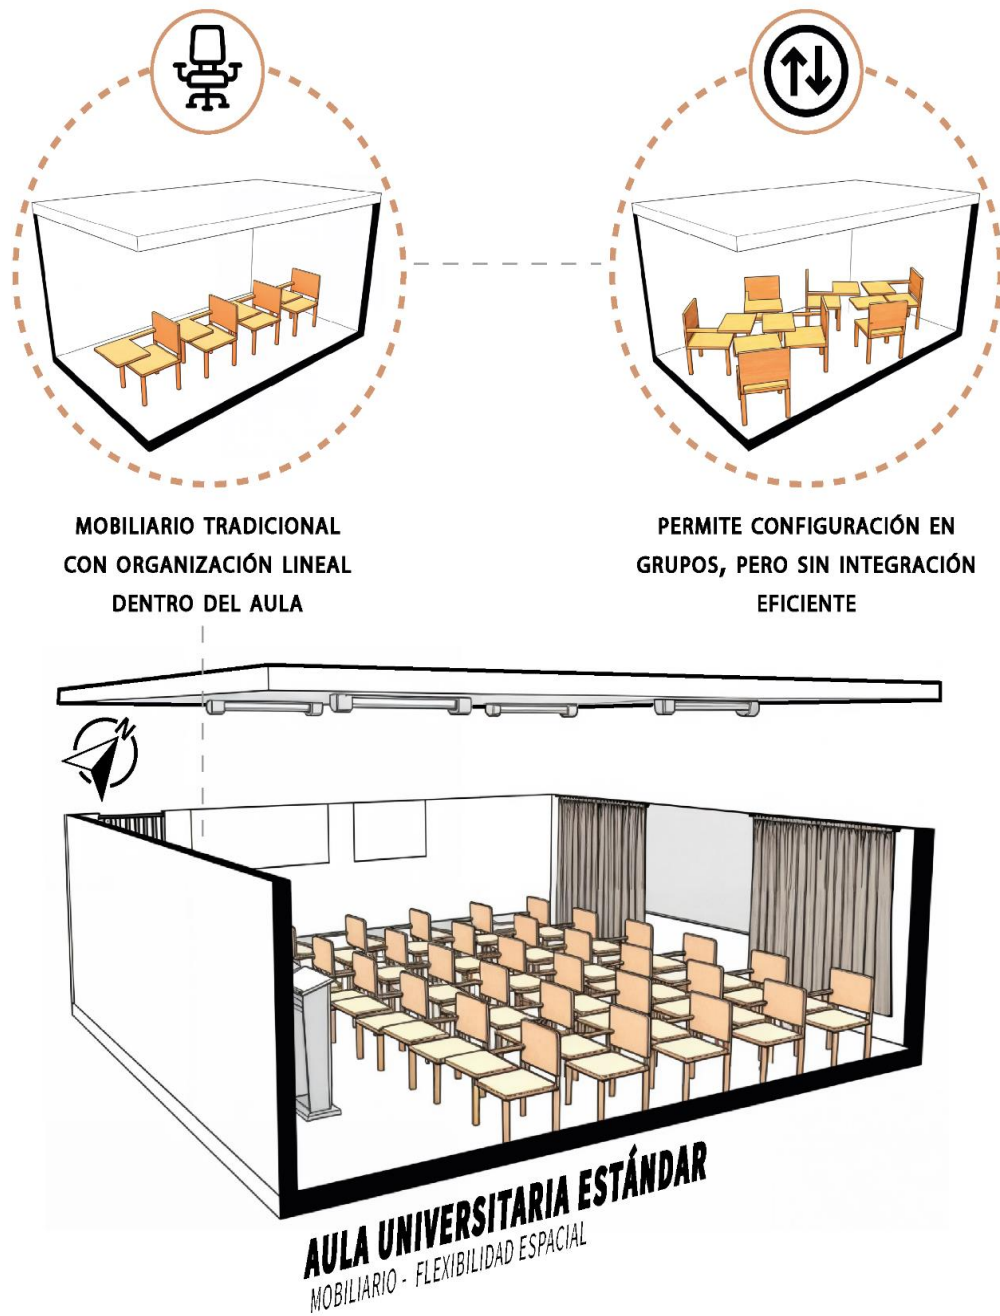 MOBILIARIO TRADICIONAL
CON ORGANIZACIÓN LINEAL
DENTRO DEL AULA
PERMITE CONFIGURACIÓN EN
GRUPOS, PERO SIN INTEGRACIÓN
EFICIENTE
N
AULA UNIVERSITARIA ESTÁNDAR
MOBILIARIO - FLEXIBILIDAD ESPACIAL